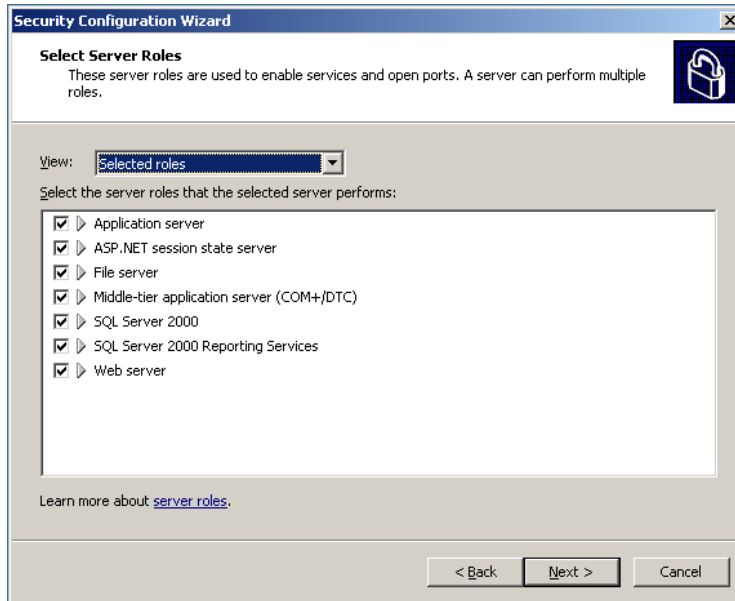 Security Configuration Wizard
Select Server Roles
These server roles are used to enable services and open ports. A server can perform multiple
roles.
View: Selected roles
Select the server roles that the selected server performs:
Application server
ASP.NET session state server
File server
Middle-tier application server (COM+/DTC)
SQL Server 2000
SQL Server 2000 Reporting Services
Web server
Learn more about server roles.
< Back Next > Cancel